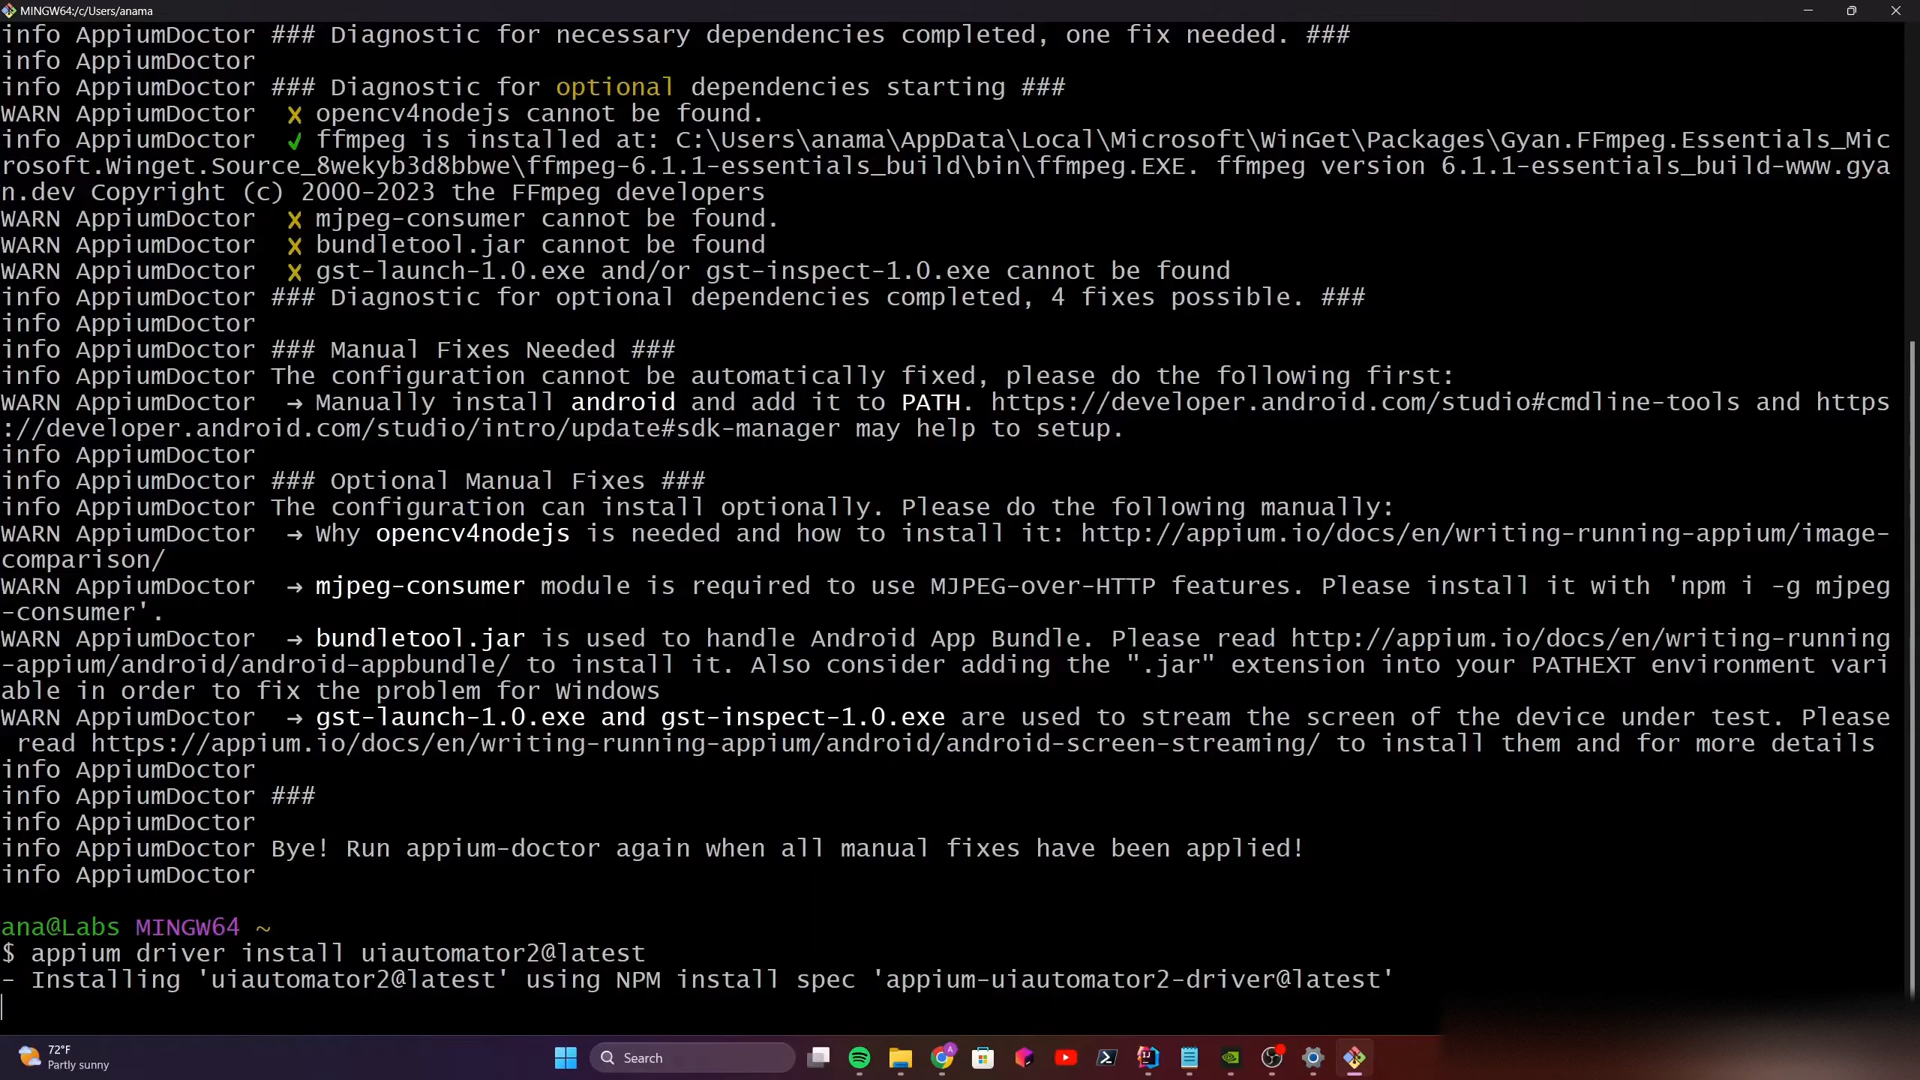 MINGW64:/c/Users/anama
info AppiumDoctor ### Diagnostic for necessary dependencies completed, one fix needed. ###
info AppiumDoctor
info AppiumDoctor ### Diagnostic for optional dependencies starting ###
WARN AppiumDoctor  ✘ opencv4nodejs cannot be found.
info AppiumDoctor  ✔ ffmpeg is installed at: C:\Users\anama\AppData\Local\Microsoft\WinGet\Packages\Gyan.FFmpeg.Essentials_Mic
rosoft.Winget.Source_8wekyb3d8bbwe\ffmpeg-6.1.1-essentials_build\bin\ffmpeg.EXE. ffmpeg version 6.1.1-essentials_build-www.gya
n.dev Copyright (c) 2000-2023 the FFmpeg developers
WARN AppiumDoctor  ✘ mjpeg-consumer cannot be found.
WARN AppiumDoctor  ✘ bundletool.jar cannot be found
WARN AppiumDoctor  ✘ gst-launch-1.0.exe and/or gst-inspect-1.0.exe cannot be found
info AppiumDoctor ### Diagnostic for optional dependencies completed, 4 fixes possible. ###
info AppiumDoctor
info AppiumDoctor ### Manual Fixes Needed ###
info AppiumDoctor The configuration cannot be automatically fixed, please do the following first:
WARN AppiumDoctor  → Manually install android and add it to PATH. https://developer.android.com/studio#cmdline-tools and https
://developer.android.com/studio/intro/update#sdk-manager may help to setup.
info AppiumDoctor
info AppiumDoctor ### Optional Manual Fixes ###
info AppiumDoctor The configuration can install optionally. Please do the following manually:
WARN AppiumDoctor  → Why opencv4nodejs is needed and how to install it: http://appium.io/docs/en/writing-running-appium/image-
comparison/
WARN AppiumDoctor  → mjpeg-consumer module is required to use MJPEG-over-HTTP features. Please install it with 'npm i -g mjpeg
-consumer'.
WARN AppiumDoctor  → bundletool.jar is used to handle Android App Bundle. Please read http://appium.io/docs/en/writing-running
-appium/android/android-appbundle/ to install it. Also consider adding the ".jar" extension into your PATHEXT environment vari
able in order to fix the problem for Windows
WARN AppiumDoctor  → gst-launch-1.0.exe and gst-inspect-1.0.exe are used to stream the screen of the device under test. Please
 read https://appium.io/docs/en/writing-running-appium/android/android-screen-streaming/ to install them and for more details
info AppiumDoctor
info AppiumDoctor ###
info AppiumDoctor
info AppiumDoctor Bye! Run appium-doctor again when all manual fixes have been applied!
info AppiumDoctor
ana@Labs MINGW64 ~
$ appium driver install uiautomator2@latest
- Installing 'uiautomator2@latest' using NPM install spec 'appium-uiautomator2-driver@latest'
72°F
Partly sunny
Search